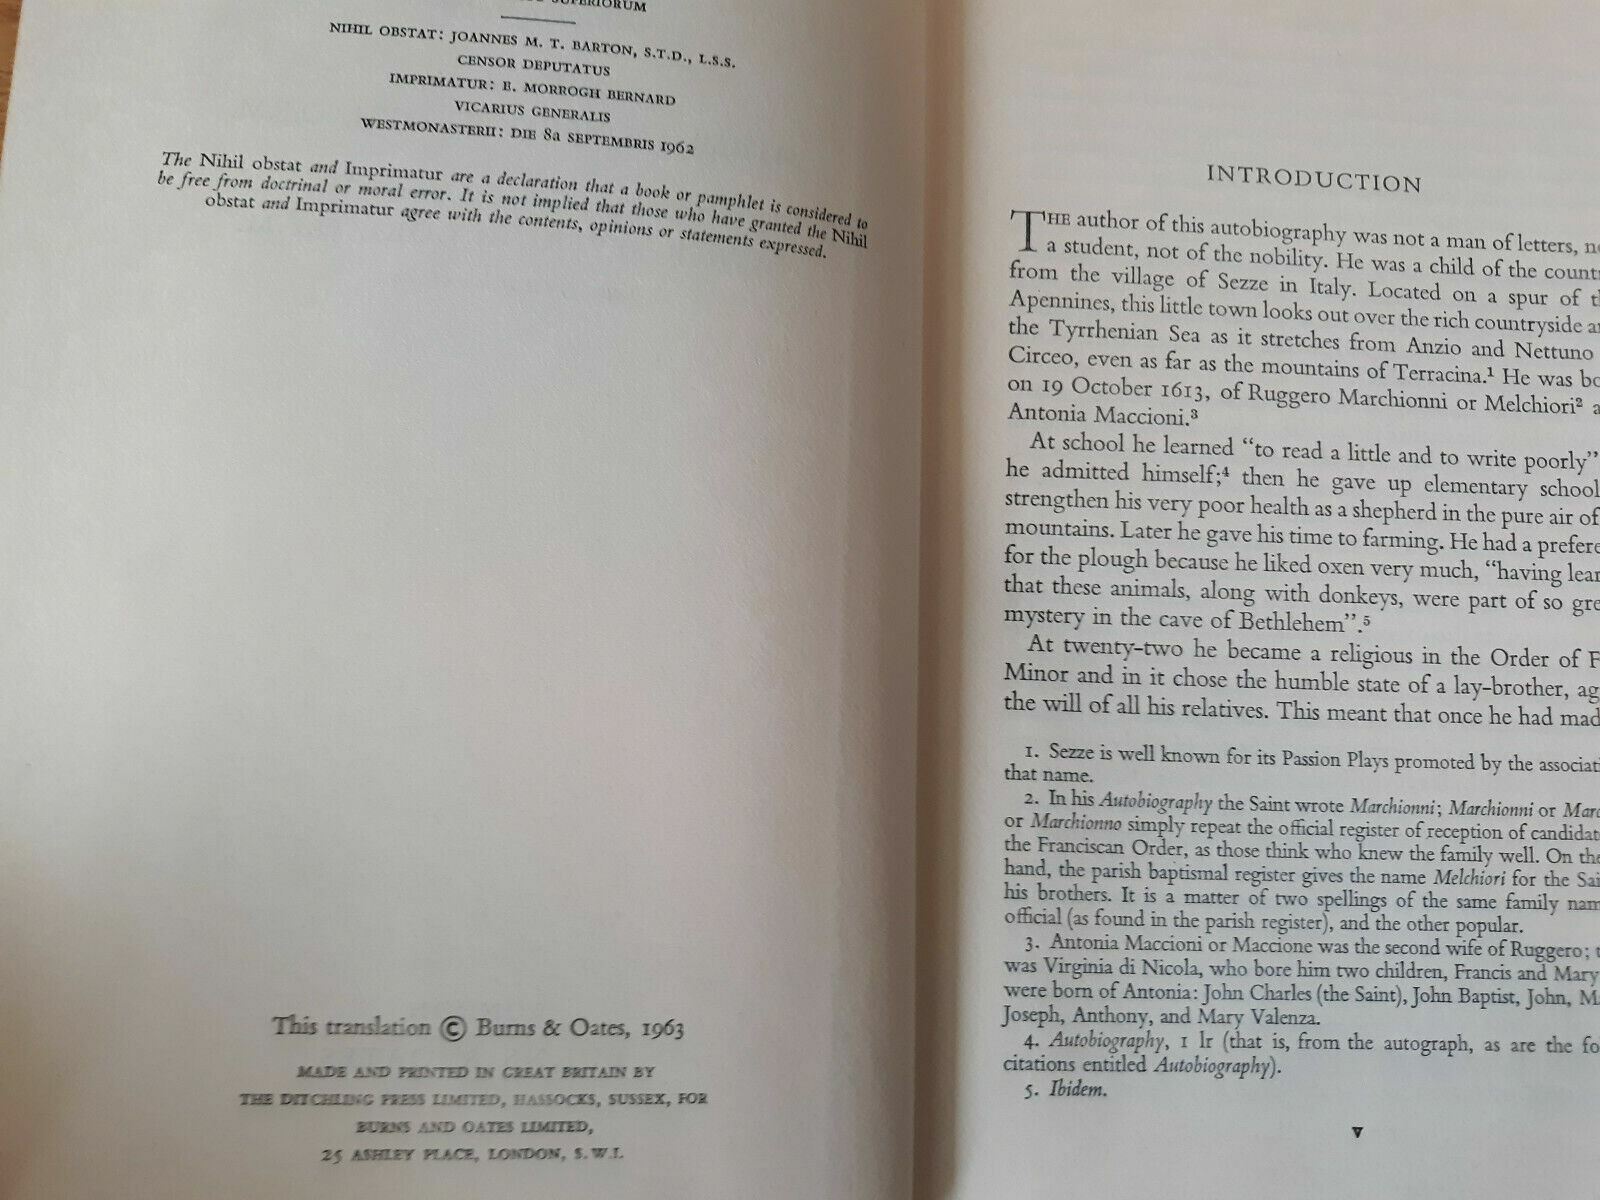 SUPERIORUM
NIHIL OBSTAT: JOANNES M. T. BARTON, S.T.D., L.S.S.
CENSOR DEPUTATUS
IMPRIMATUR: E. MORROGH BERNARD
VICARIUS GENERALIS
WESTMONASTERII: DIE 8a SEPTEMBRIS 1962
The Nihil obstat and Imprimatur are a declaration that a book or pamphlet is considered to
be free from doctrinal or moral error. It is not implied that those who have granted the Nihil
obstat and Imprimatur agree with the contents, opinions or statements expressed.
This translation © Burns & Oates, 1963
MADE AND PRINTED IN GREAT BRITAIN BY
THE DITCHLING PRESS LIMITED, HASSOCKS, SUSSEX, FOR
BURNS AND OATES LIMITED,
25 ASHLEY PLACE, LONDON, S.W.I.
INTRODUCTION
THE author of this autobiography was not a man of letters,
a student, not of the nobility. He was a child of the
from the village of Sezze in Italy. Located on a spur of
Apennines, this little town looks out over the rich countryside
the Tyrrhenian Sea as it stretches from Anzio and Nettuno
Circeo, even as far as the mountains of Terracina.¹ He was
on 19 October 1613, of Ruggero Marchionni or Melchiori²
Antonia Maccioni.³
At school he learned "to read a little and to write poorly"
he admitted himself;⁴ then he gave up elementary school
strengthen his very poor health as a shepherd in the pure air of
mountains. Later he gave his time to farming. He had a
for the plough because he liked oxen very much, "having
that these animals, along with donkeys, were part of so
mystery in the cave of Bethlehem".⁵
At twenty-two he became a religious in the Order of
Minor and in it chose the humble state of a lay-brother,
the will of all his relatives. This meant that once he had
1. Sezze is well known for its Passion Plays promoted by the
that name.
2. In his Autobiography the Saint wrote Marchionni; Marchionni or
or Marchionno simply repeat the official register of reception of
the Franciscan Order, as those think who knew the family well. On
hand, the parish baptismal register gives the name Melchiori for the
his brothers. It is a matter of two spellings of the same family
official (as found in the parish register), and the other popular.
3. Antonia Maccioni or Maccione was the second wife of Ruggero;
was Virginia di Nicola, who bore him two children, Francis and Mary
were born of Antonia: John Charles (the Saint), John Baptist, John,
Joseph, Anthony, and Mary Valenza.
4. Autobiography, 1 lr (that is, from the autograph, as are the
citations entitled Autobiography).
5. Ibidem.
v